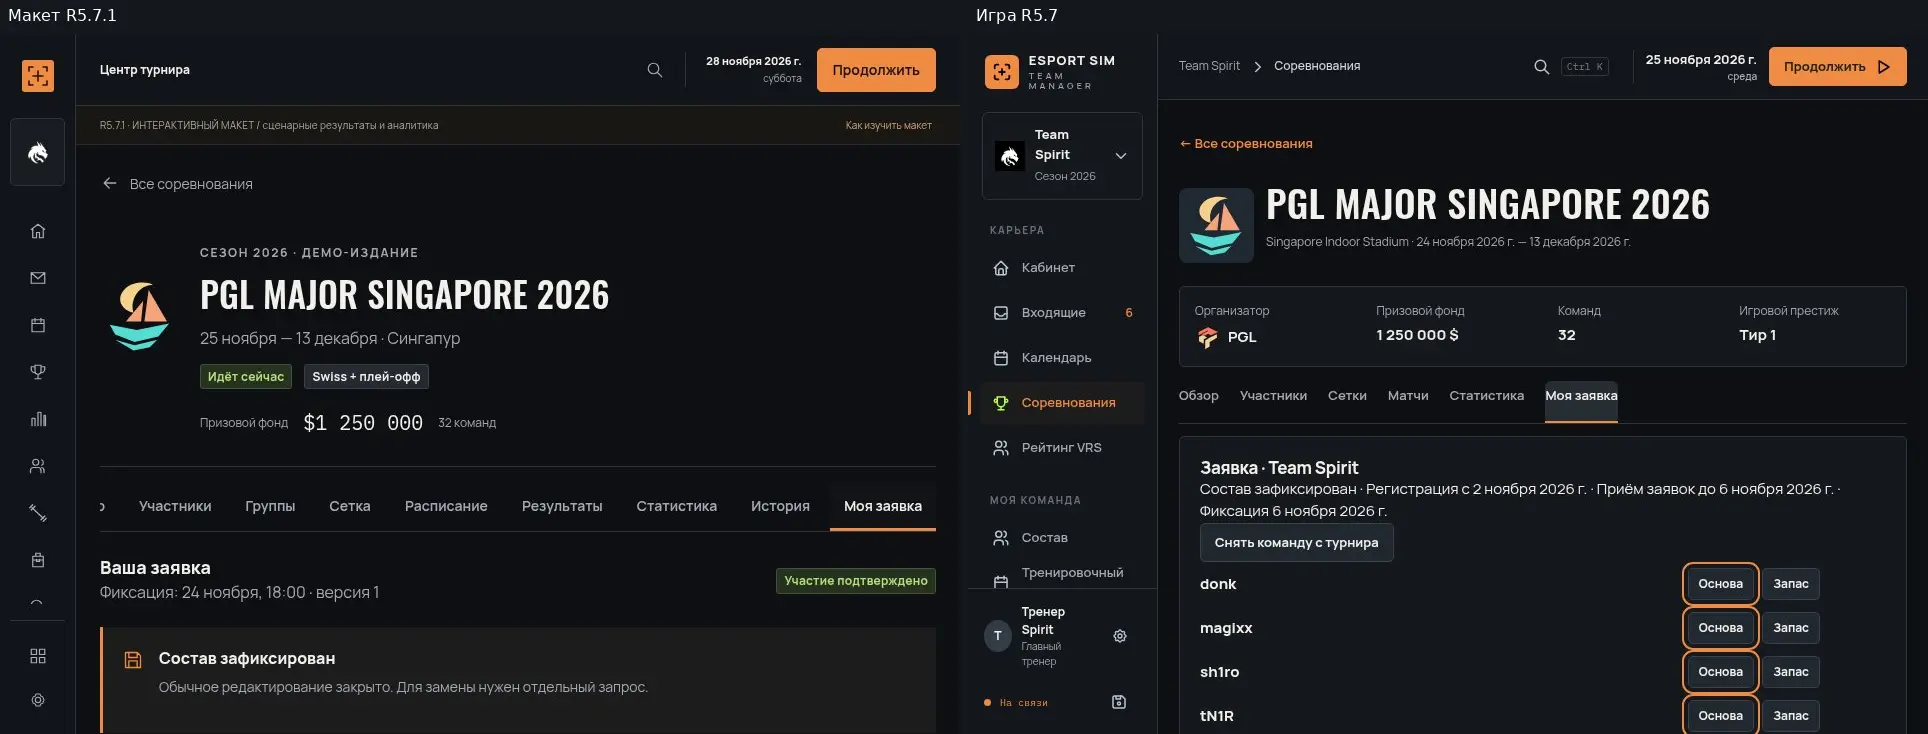 Макет R5.7.1
Центр турнира
28 ноября 2026 г.
суббота
Продолжить
R5.7.1 · ИНТЕРАКТИВНЫЙ МАКЕТ / сценарные результаты и аналитика
Как изучить макет
← Все соревнования
СЕЗОН 2026 · ДЕМО-ИЗДАНИЕ
PGL MAJOR SINGAPORE 2026
25 ноября — 13 декабря · Сингапур
Идёт сейчас
Swiss + плей-офф
Призовой фонд $1 250 000 32 команд
Участники Группы Сетка Расписание Результаты Статистика История Моя заявка
Ваша заявка
Фиксация: 24 ноября, 18:00 · версия 1
Участие подтверждено
Состав зафиксирован
Обычное редактирование закрыто. Для замены нужен отдельный запрос.
Игра R5.7
ESPORT SIM
TEAM
MANAGER
Team
Spirit
Сезон 2026
КАРЬЕРА
Кабинет
Входящие 6
Календарь
Соревнования
Рейтинг VRS
МОЯ КОМАНДА
Состав
Тренировочный
Т
Тренер
Spirit
Главный
тренер
На связи
Team Spirit > Соревнования
Ctrl K
25 ноября 2026 г.
среда
Продолжить
← Все соревнования
PGL MAJOR SINGAPORE 2026
Singapore Indoor Stadium · 24 ноября 2026 г. — 13 декабря 2026 г.
Организатор
PGL
Призовой фонд
1 250 000 $
Команд
32
Игровой престиж
Тир 1
Обзор Участники Сетки Матчи Статистика Моя заявка
Заявка · Team Spirit
Состав зафиксирован · Регистрация с 2 ноября 2026 г. · Приём заявок до 6 ноября 2026 г. ·
Фиксация 6 ноября 2026 г.
Снять команду с турнира
donk Основа Запас
magixx Основа Запас
sh1ro Основа Запас
tN1R Основа Запас